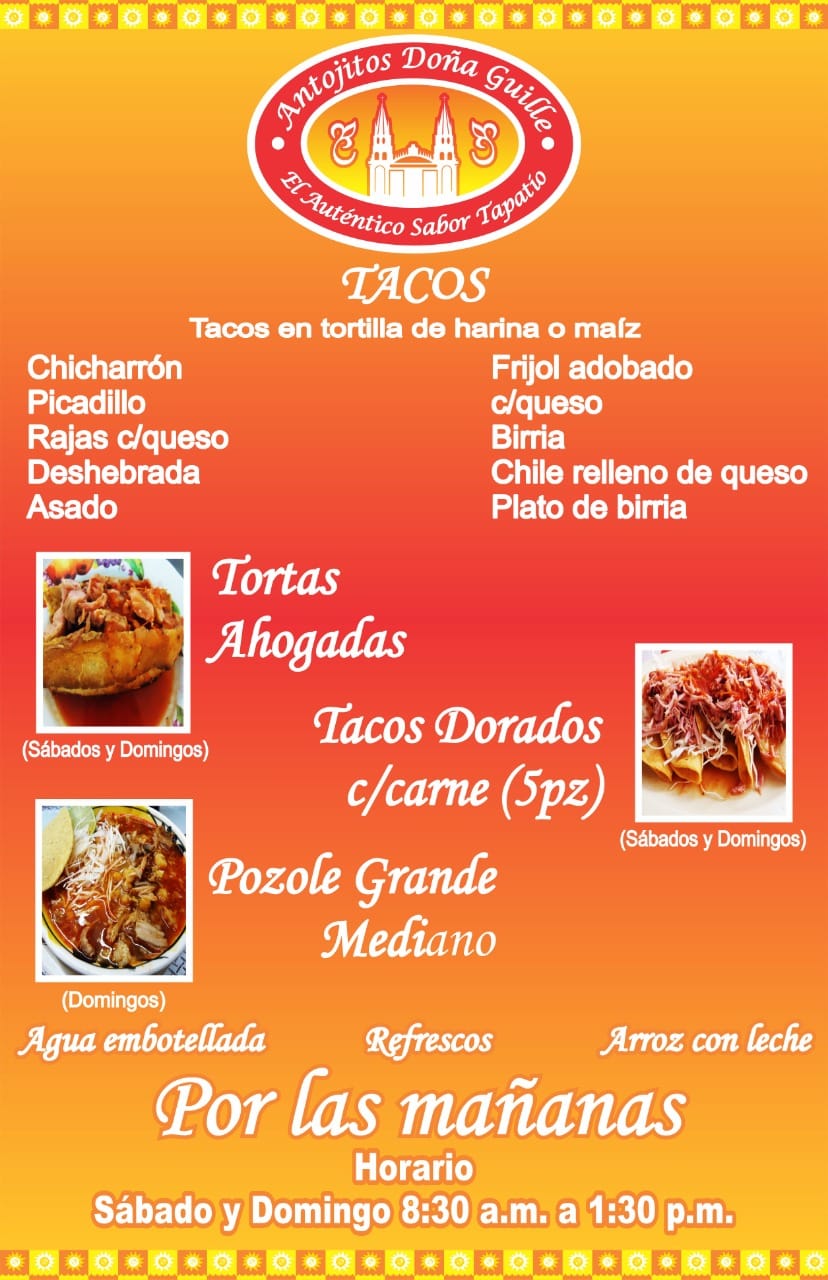 Antojitos Doña Guille
El Auténtico Sabor Tapatío
TACOS
Tacos en tortilla de harina o maíz
Chicharrón
Picadillo
Rajas c/queso
Deshebrada
Asado
Frijol adobado
c/queso
Birria
Chile relleno de queso
Plato de birria
Tortas
Ahogadas
(Sábados y Domingos)
Tacos Dorados
c/carne (5pz)
(Sábados y Domingos)
Pozole Grande
Mediano
(Domingos)
Agua embotellada
Refrescos
Arroz con leche
Por las mañanas
Horario
Sábado y Domingo 8:30 a.m. a 1:30 p.m.